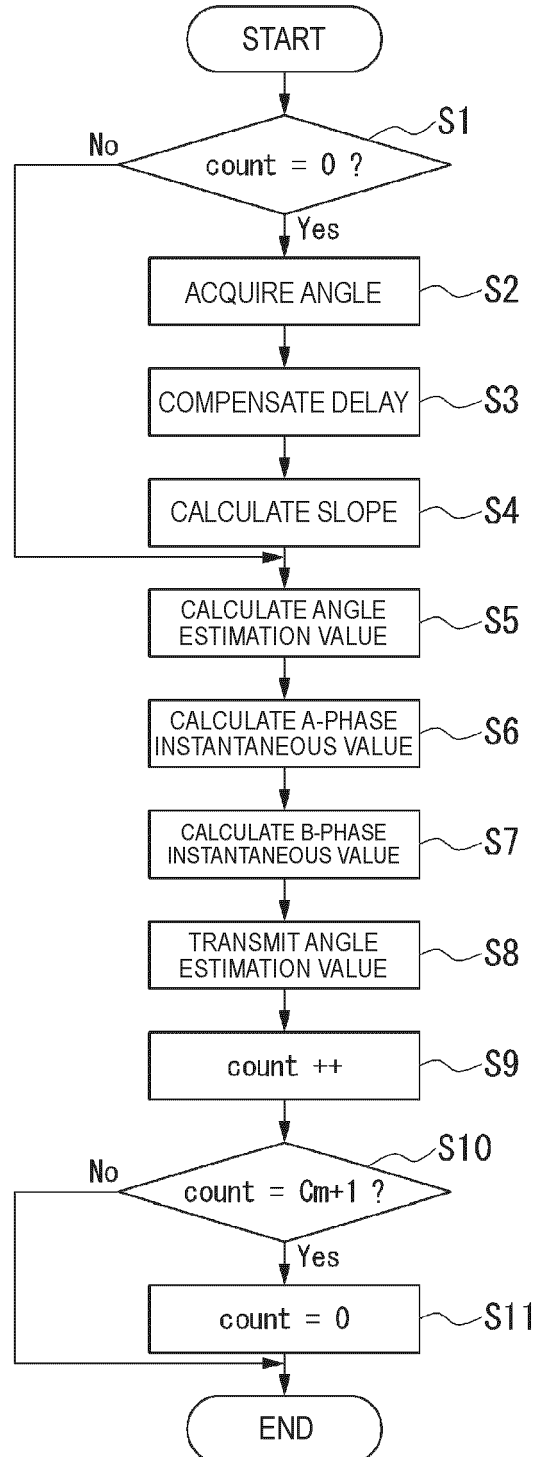 START
S1
No
count = 0 ?
Yes
ACQUIRE ANGLE
S2
COMPENSATE DELAY
S3
CALCULATE SLOPE
S4
CALCULATE ANGLE
ESTIMATION VALUE
S5
CALCULATE A-PHASE
INSTANTANEOUS VALUE
S6
CALCULATE B-PHASE
INSTANTANEOUS VALUE
S7
TRANSMIT ANGLE
ESTIMATION VALUE
S8
count ++
S9
S10
No
count = Cm+1 ?
Yes
count = 0
S11
END